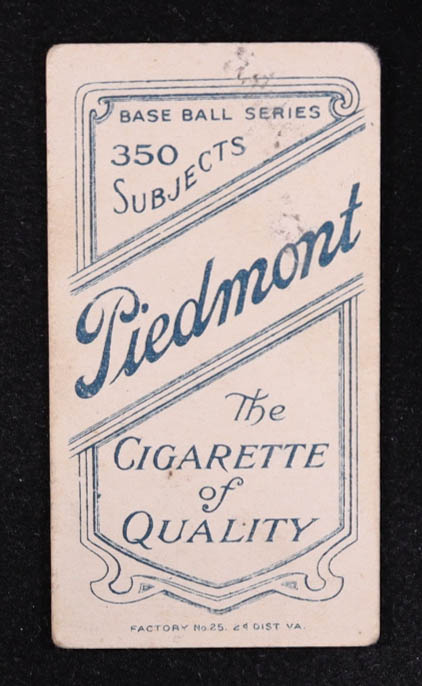 BASE BALL SERIES
350
SUBJECTS
Piedmont
The
CIGARETTE
of
QUALITY
FACTORY No. 25. 2d DIST VA.